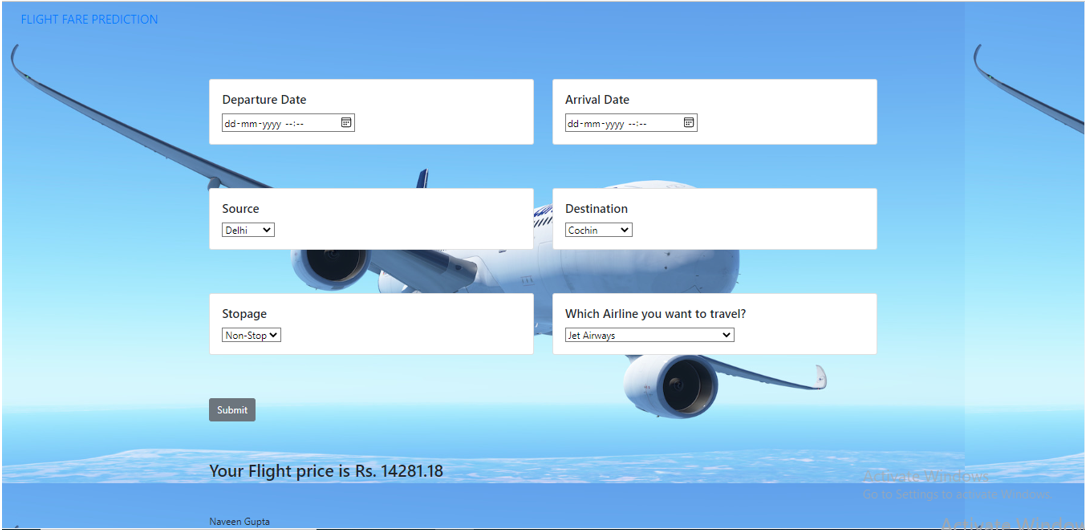 FLIGHT FARE PREDICTION
Departure Date
Arrival Date
dd-mm-yyyy --:--
dd-mm-yyyy --:--
Source
Destination
Delhi
Cochin
Stopage
Which Airline you want to travel?
Non-Stop
Jet Airways
Submit
Your Flight price is Rs. 14281.18
Activate Windows
Go to Settings to activate Windows.
Naveen Gupta
Activate Window